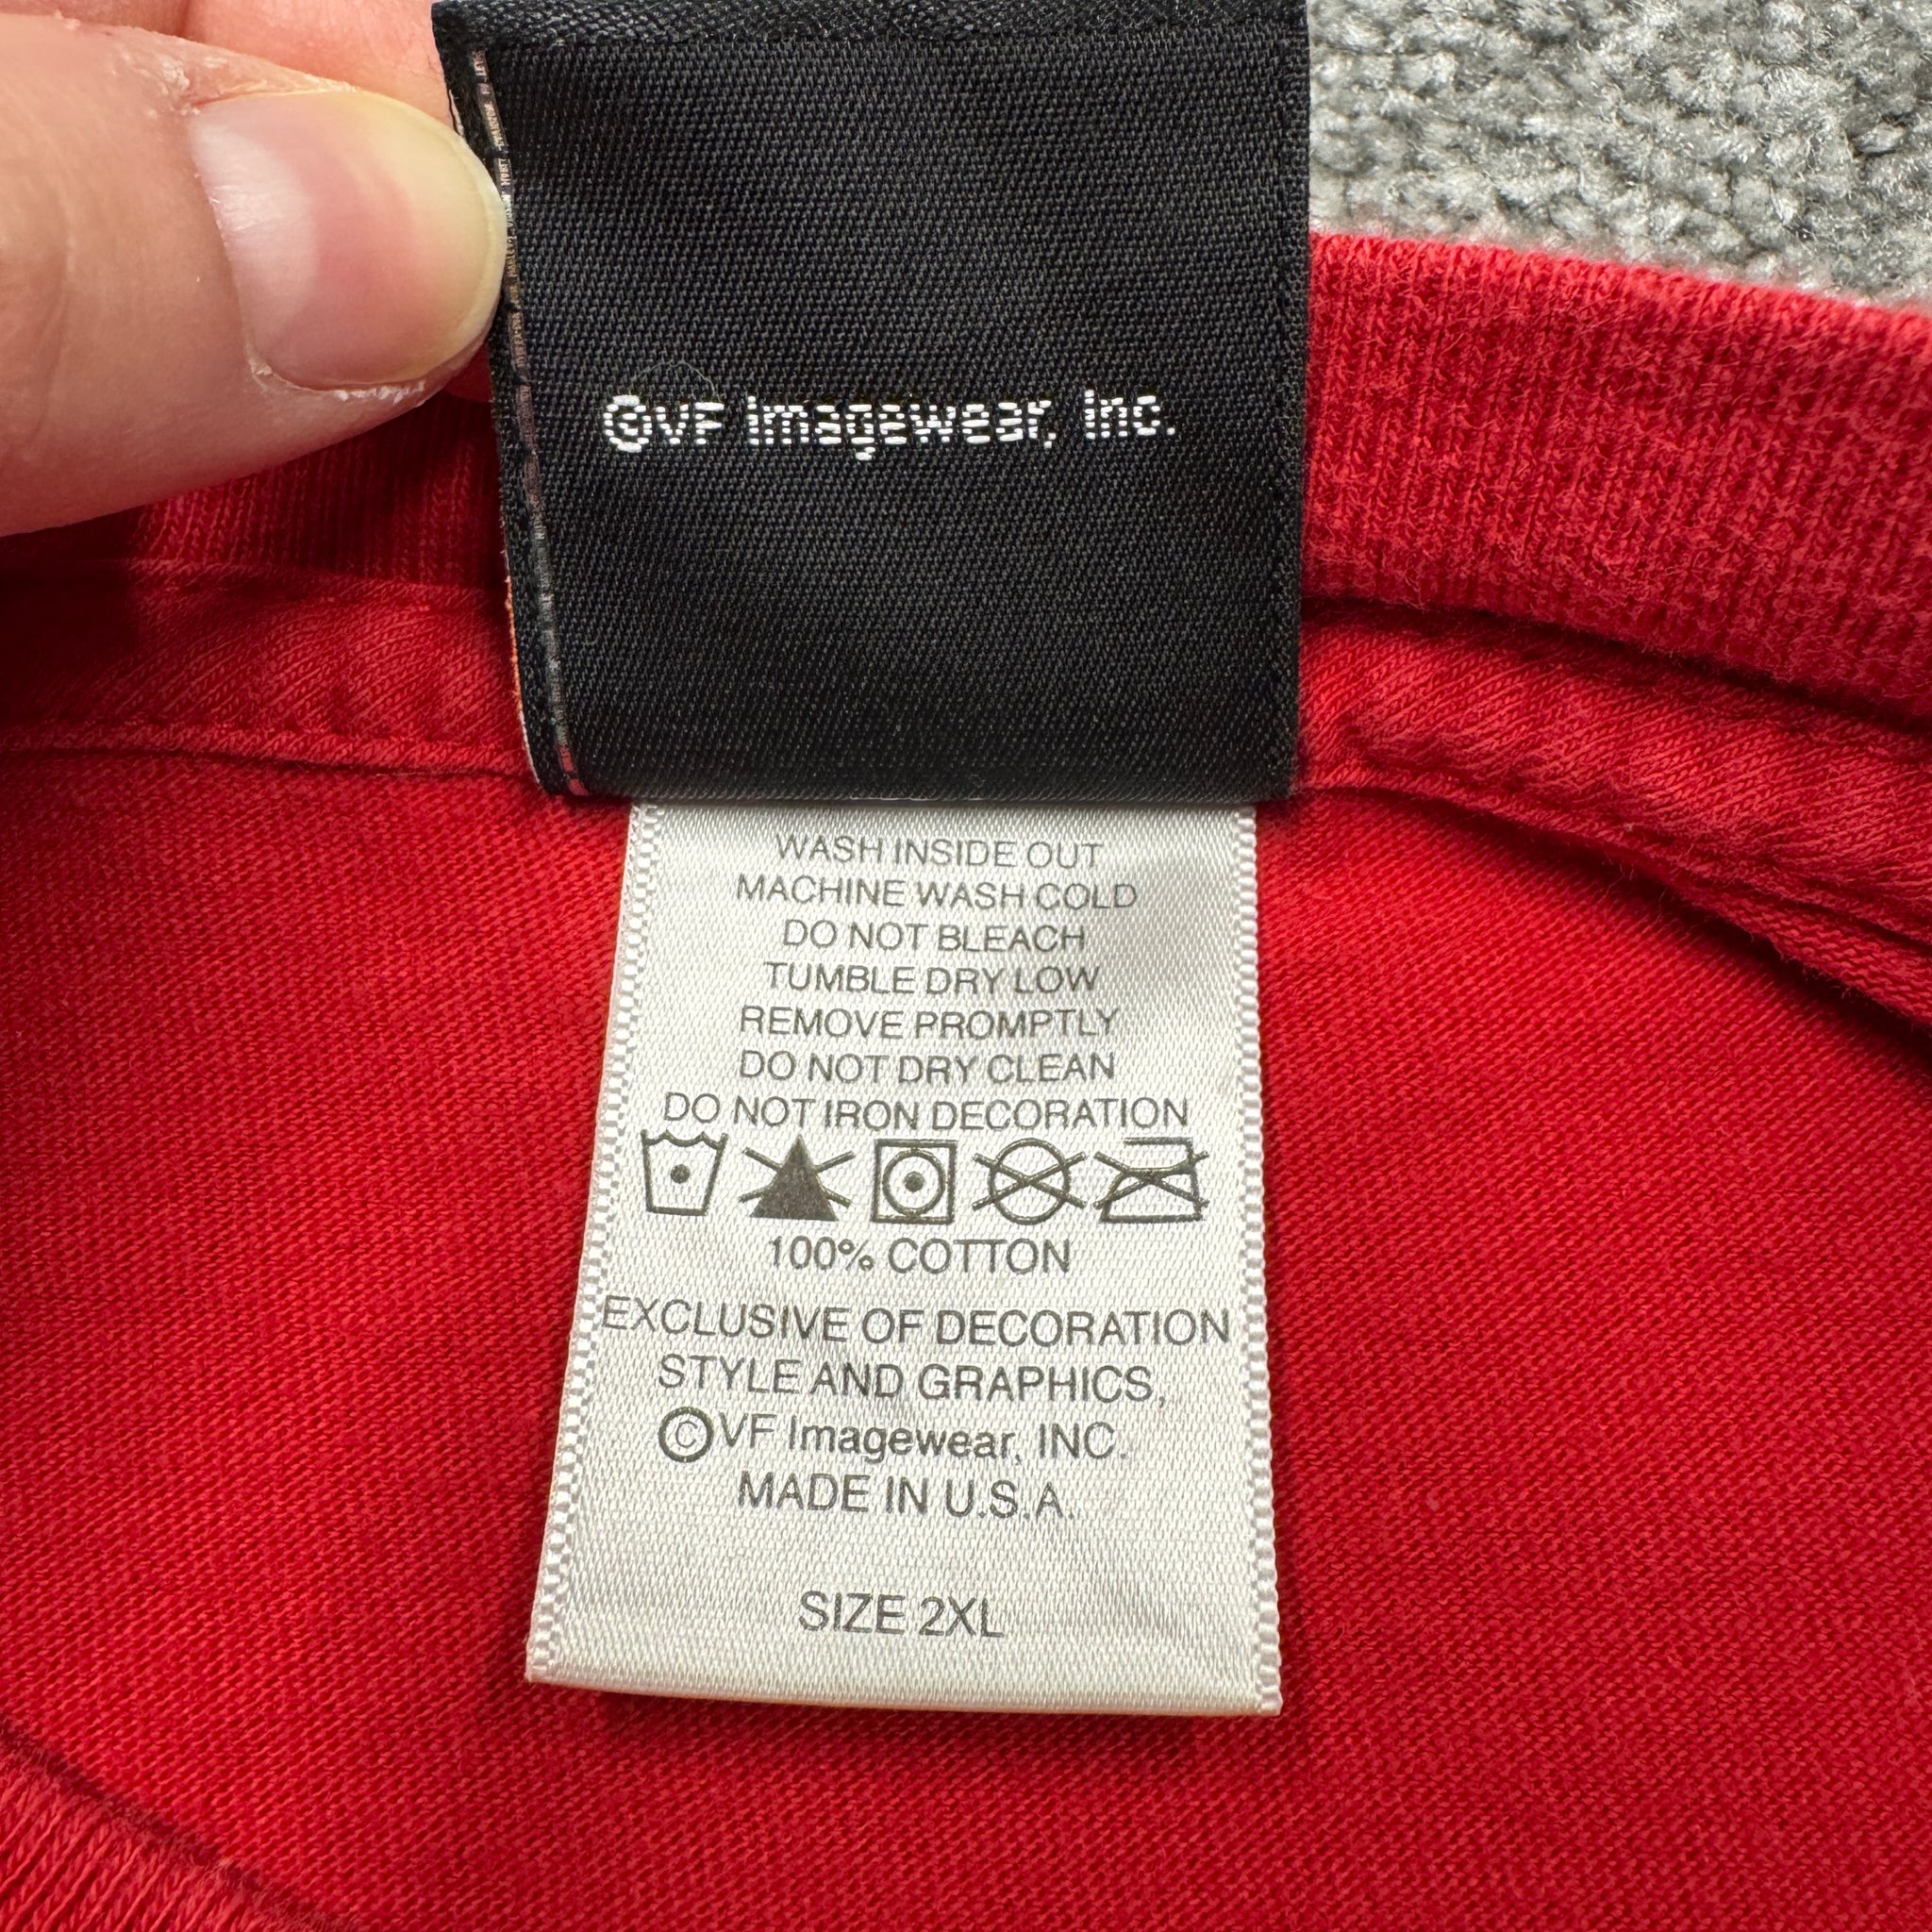 ©VF Imagewear, Inc.
WASH INSIDE OUT
MACHINE WASH COLD
DO NOT BLEACH
TUMBLE DRY LOW
REMOVE PROMPTLY
DO NOT DRY CLEAN
DO NOT IRON DECORATION
100% COTTON
EXCLUSIVE OF DECORATION
STYLE AND GRAPHICS,
©VF Imagewear, INC.
MADE IN U.S.A.
SIZE 2XL